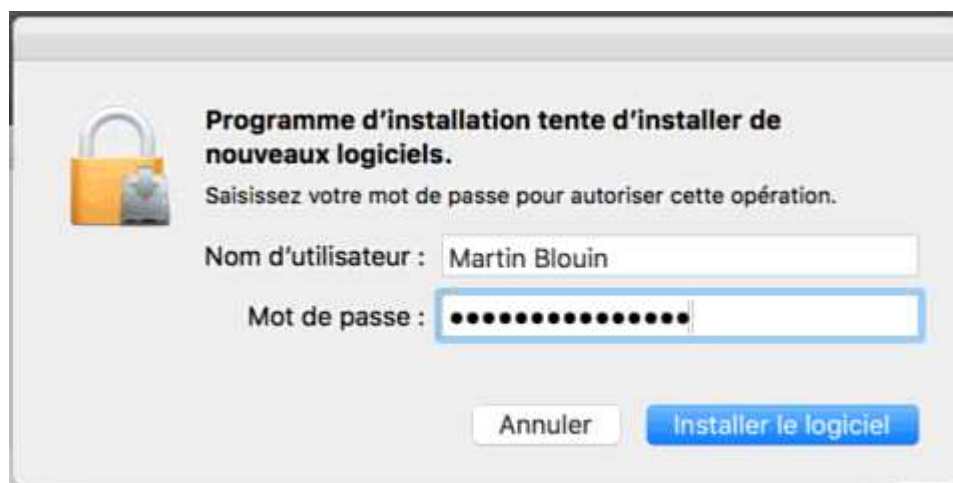 Programme d’installation tente d’installer de
nouveaux logiciels.
Saisissez votre mot de passe pour autoriser cette opération.
Nom d’utilisateur : Martin Blouin
Mot de passe : •••••••••••••••
Annuler Installer le logiciel